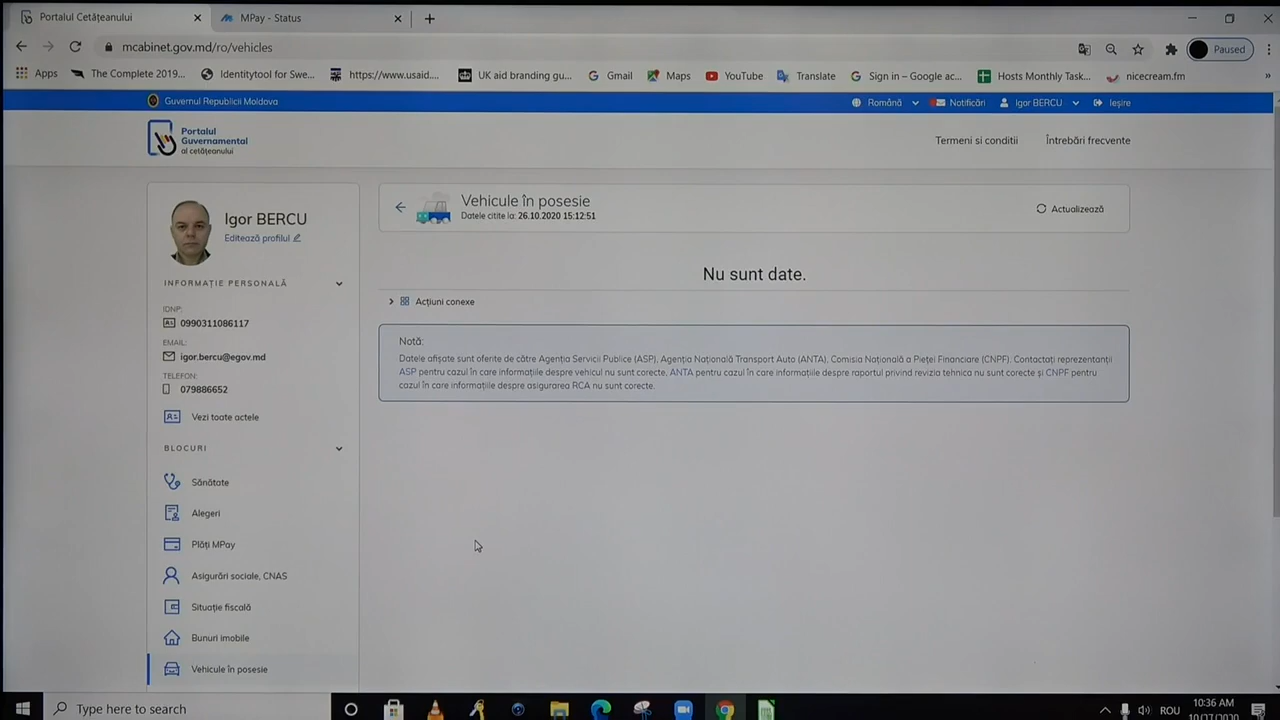 Portalul Cetățeanului
MPay - Status
mcabinet.gov.md/ro/vehicles
Paused
Apps
The Complete 2019...
Identitytool for Swe...
https://www.usaid....
UK aid branding gu...
Gmail
Maps
YouTube
Translate
Sign in – Google ac...
Hosts Monthly Task...
nicecream.fm
»
Guvernul Republicii Moldova
Română
Notificări
Igor BERCU
Ieșire
Portalul
Guvernamental
al cetățeanului
Termeni si conditii
Întrebări frecvente
Igor BERCU
Editează profilul
INFORMAȚIE PERSONALĂ
IDNP:
0990311086117
EMAIL:
igor.bercu@egov.md
TELEFON:
079886652
Vezi toate actele
BLOCURI
Sănătate
Alegeri
Plăți MPay
Asigurări sociale, CNAS
Situație fiscală
Bunuri imobile
Vehicule în posesie
Vehicule în posesie
Datele citite la: 26.10.2020 15:12:51
Actualizează
Nu sunt date.
Acțiuni conexe
Notă:
Datele afișate sunt oferite de către Agenția Servicii Publice (ASP), Agenția Națională Transport Auto (ANTA), Comisia Națională a Pieței Financiare (CNPF). Contactați reprezentanții
ASP pentru cazul în care informațiile despre vehicul nu sunt corecte, ANTA pentru cazul în care informațiile despre raportul privind revizia tehnica nu sunt corecte și CNPF pentru
cazul în care informațiile despre asigurarea RCA nu sunt corecte.
Type here to search
ROU
10:36 AM
10/27/2020